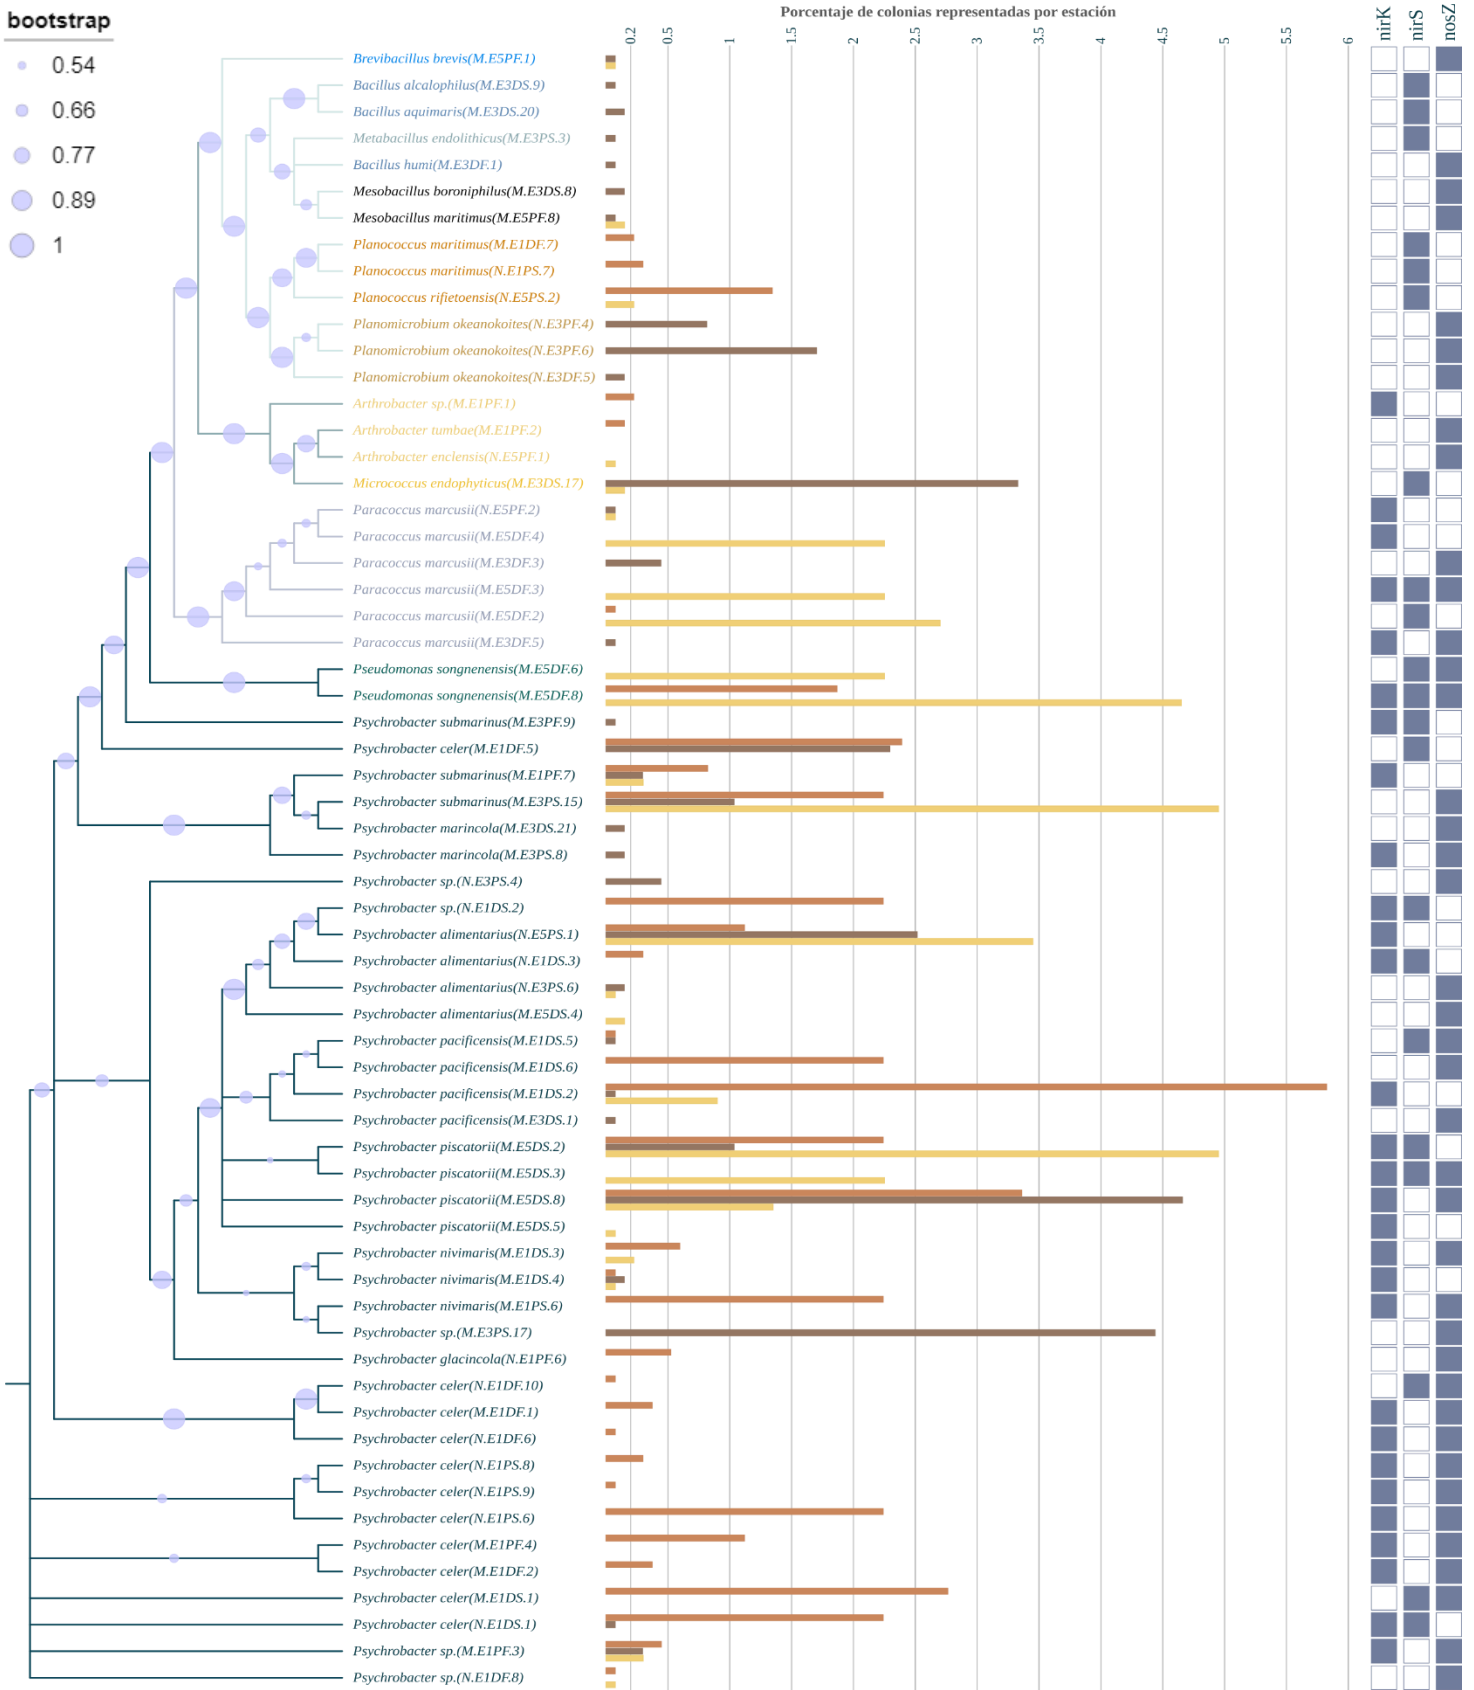 Porcentaje de colonias representadas por estación
bootstrap
0.54
0.66
0.77
0.89
1
0.2
0.5
1
1.5
2
2.5
3
3.5
4
4.5
5
5.5
6
nirK
nirS
nosZ
Brevibacillus brevis(M.E5PF.1)
Bacillus alcalophilus(M.E3DS.9)
Bacillus aquimaris(M.E3DS.20)
Metabacillus endolithicus(M.E3PS.3)
Bacillus humi(M.E3DF.1)
Mesobacillus boroniphilus(M.E3DS.8)
Mesobacillus maritimus(M.E5PF.8)
Planococcus maritimus(M.E1DF.7)
Planococcus maritimus(N.E1PS.7)
Planococcus rifietoensis(N.E5PS.2)
Planomicrobium okeanokoites(N.E3PF.4)
Planomicrobium okeanokoites(N.E3PF.6)
Planomicrobium okeanokoites(N.E3DF.5)
Arthrobacter sp.(M.E1PF.1)
Arthrobacter tumbae(M.E1PF.2)
Arthrobacter enclensis(N.E5PF.1)
Micrococcus endophyticus(M.E3DS.17)
Paracoccus marcusii(N.E5PF.2)
Paracoccus marcusii(M.E5DF.4)
Paracoccus marcusii(M.E3DF.3)
Paracoccus marcusii(M.E5DF.3)
Paracoccus marcusii(M.E5DF.2)
Paracoccus marcusii(M.E3DF.5)
Pseudomonas songnenensis(M.E5DF.6)
Pseudomonas songnenensis(M.E5DF.8)
Psychrobacter submarinus(M.E3PF.9)
Psychrobacter celer(M.E1DF.5)
Psychrobacter submarinus(M.E1PF.7)
Psychrobacter submarinus(M.E3PS.15)
Psychrobacter marincola(M.E3DS.21)
Psychrobacter marincola(M.E3PS.8)
Psychrobacter sp.(N.E3PS.4)
Psychrobacter sp.(N.E1DS.2)
Psychrobacter alimentarius(N.E5PS.1)
Psychrobacter alimentarius(N.E1DS.3)
Psychrobacter alimentarius(N.E3PS.6)
Psychrobacter alimentarius(M.E5DS.4)
Psychrobacter pacificensis(M.E1DS.5)
Psychrobacter pacificensis(M.E1DS.6)
Psychrobacter pacificensis(M.E1DS.2)
Psychrobacter pacificensis(M.E3DS.1)
Psychrobacter piscatorii(M.E5DS.2)
Psychrobacter piscatorii(M.E5DS.3)
Psychrobacter piscatorii(M.E5DS.8)
Psychrobacter piscatorii(M.E5DS.5)
Psychrobacter nivimaris(M.E1DS.3)
Psychrobacter nivimaris(M.E1DS.4)
Psychrobacter nivimaris(M.E1PS.6)
Psychrobacter sp.(M.E3PS.17)
Psychrobacter glacincola(N.E1PF.6)
Psychrobacter celer(N.E1DF.10)
Psychrobacter celer(M.E1DF.1)
Psychrobacter celer(N.E1DF.6)
Psychrobacter celer(N.E1PS.8)
Psychrobacter celer(N.E1PS.9)
Psychrobacter celer(N.E1PS.6)
Psychrobacter celer(M.E1PF.4)
Psychrobacter celer(M.E1DF.2)
Psychrobacter celer(M.E1DS.1)
Psychrobacter celer(N.E1DS.1)
Psychrobacter sp.(M.E1PF.3)
Psychrobacter sp.(N.E1DF.8)